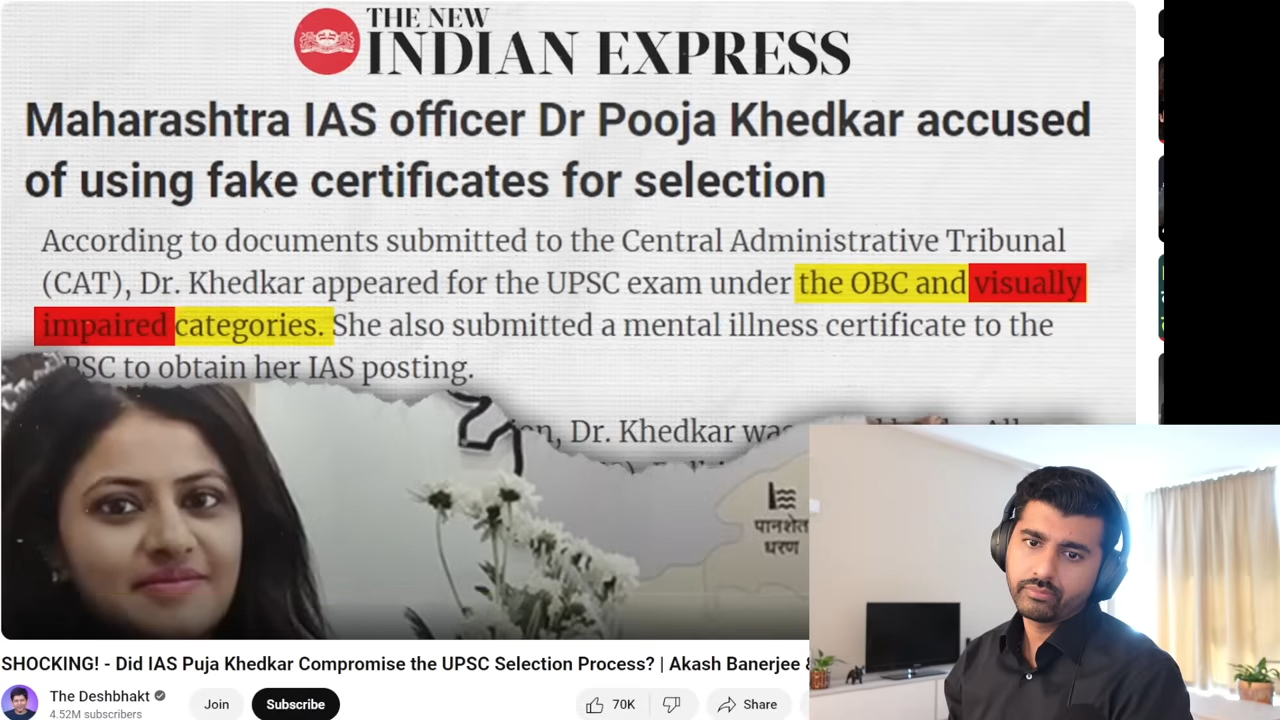 THE NEW
INDIAN EXPRESS
Maharashtra IAS officer Dr Pooja Khedkar accused
of using fake certificates for selection
According to documents submitted to the Central Administrative Tribunal
(CAT), Dr. Khedkar appeared for the UPSC exam under the OBC and visually
impaired categories. She also submitted a mental illness certificate to the
PSC to obtain her IAS posting.
on, Dr. Khedkar was
पानशेत
धरण
SHOCKING! - Did IAS Puja Khedkar Compromise the UPSC Selection Process? | Akash Banerjee &
The Deshbhakt
4.52M subscribers
Join
Subscribe
70K
Share